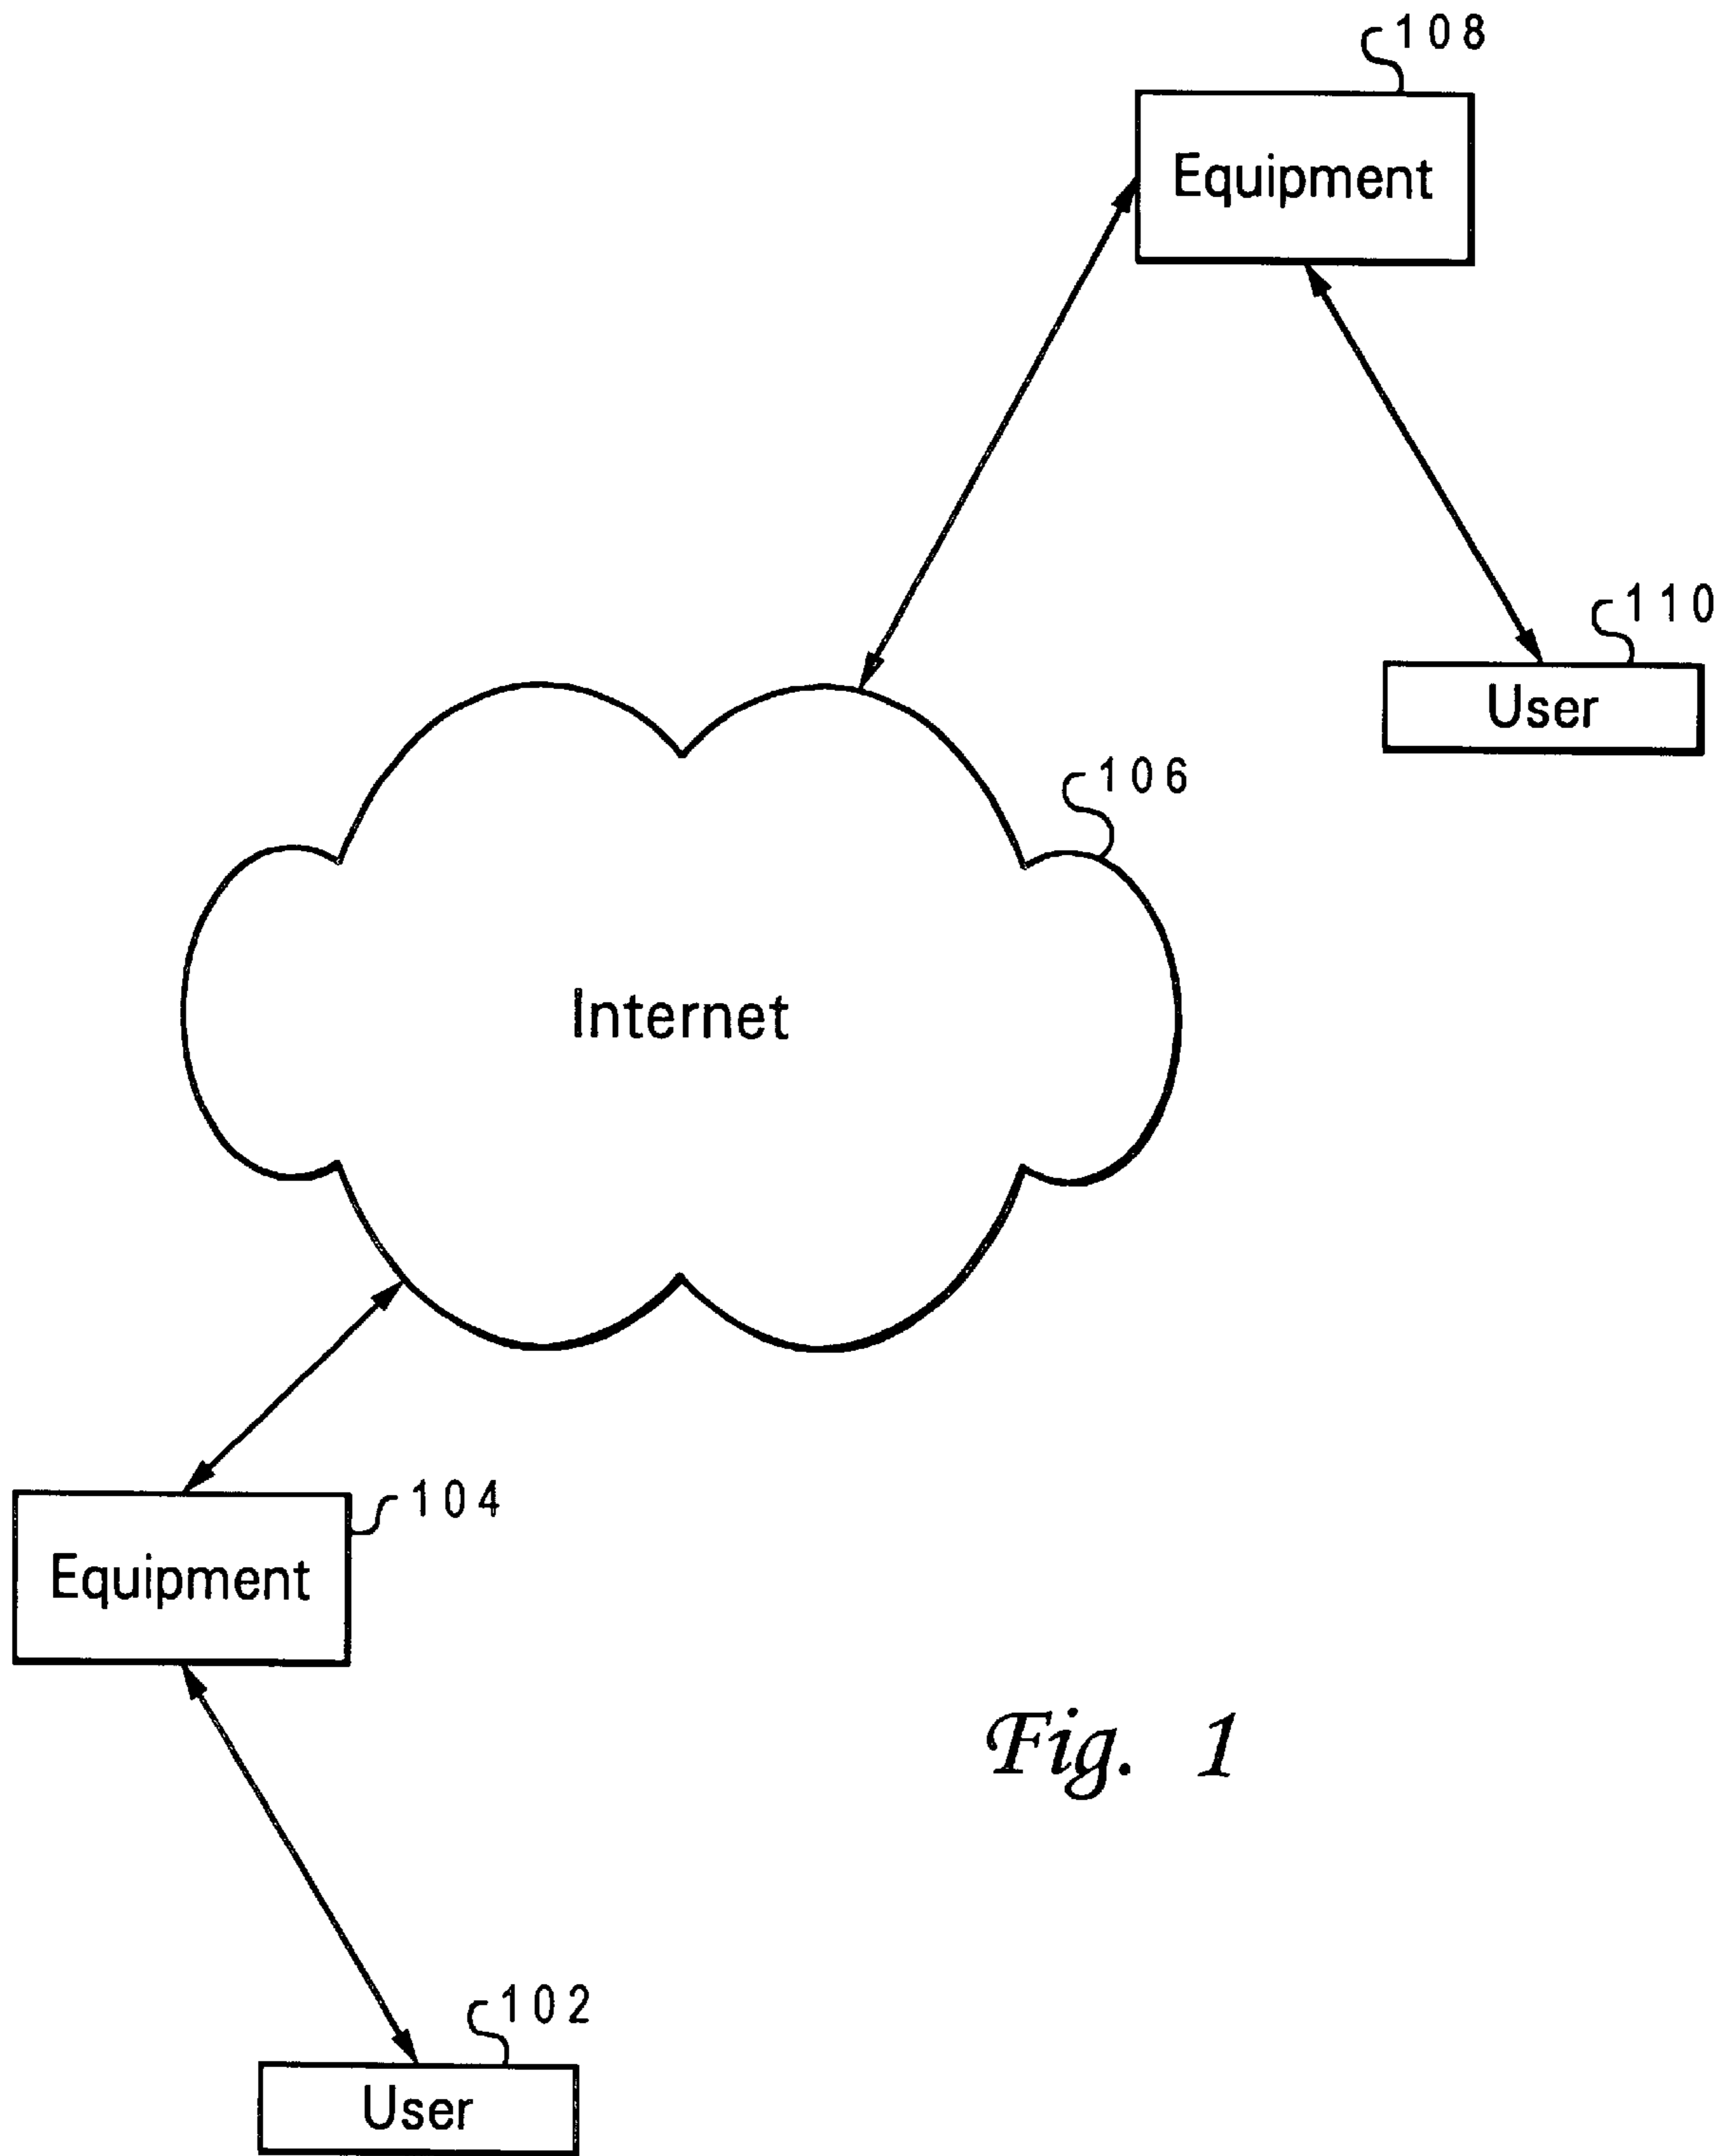 108
Equipment
110
User
106
Internet
104
Equipment
Fig. 1
102
User